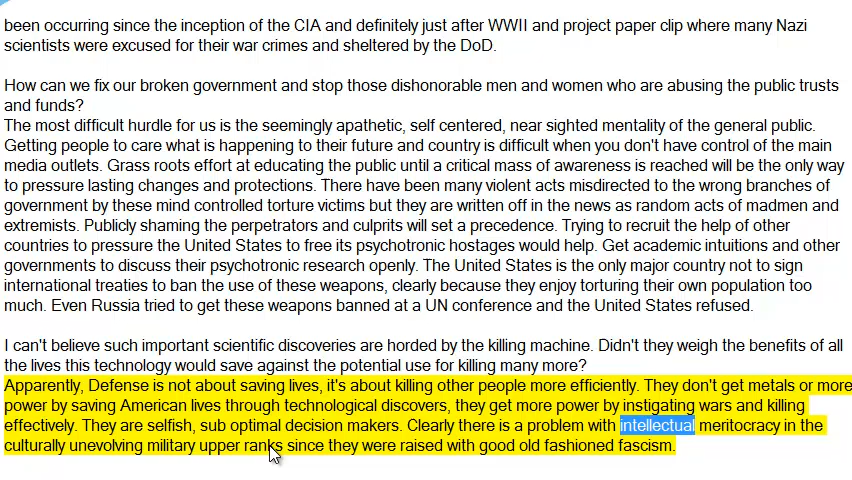 been occurring since the inception of the CIA and definitely just after WWII and project paper clip where many Nazi
scientists were excused for their war crimes and sheltered by the DoD.
How can we fix our broken government and stop those dishonorable men and women who are abusing the public trusts
and funds?
The most difficult hurdle for us is the seemingly apathetic, self centered, near sighted mentality of the general public.
Getting people to care what is happening to their future and country is difficult when you don't have control of the main
media outlets. Grass roots effort at educating the public until a critical mass of awareness is reached will be the only way
to pressure lasting changes and protections. There have been many violent acts misdirected to the wrong branches of
government by these mind controlled torture victims but they are written off in the news as random acts of madmen and
extremists. Publicly shaming the perpetrators and culprits will set a precedence. Trying to recruit the help of other
countries to pressure the United States to free its psychotronic hostages would help. Get academic intuitions and other
governments to discuss their psychotronic research openly. The United States is the only major country not to sign
international treaties to ban the use of these weapons, clearly because they enjoy torturing their own population too
much. Even Russia tried to get these weapons banned at a UN conference and the United States refused.
I can't believe such important scientific discoveries are horded by the killing machine. Didn't they weigh the benefits of all
the lives this technology would save against the potential use for killing many more?
Apparently, Defense is not about saving lives, it's about killing other people more efficiently. They don't get metals or more
power by saving American lives through technological discovers, they get more power by instigating wars and killing
effectively. They are selfish, sub optimal decision makers. Clearly there is a problem with intellectual meritocracy in the
culturally unevolving military upper ranks since they were raised with good old fashioned fascism.